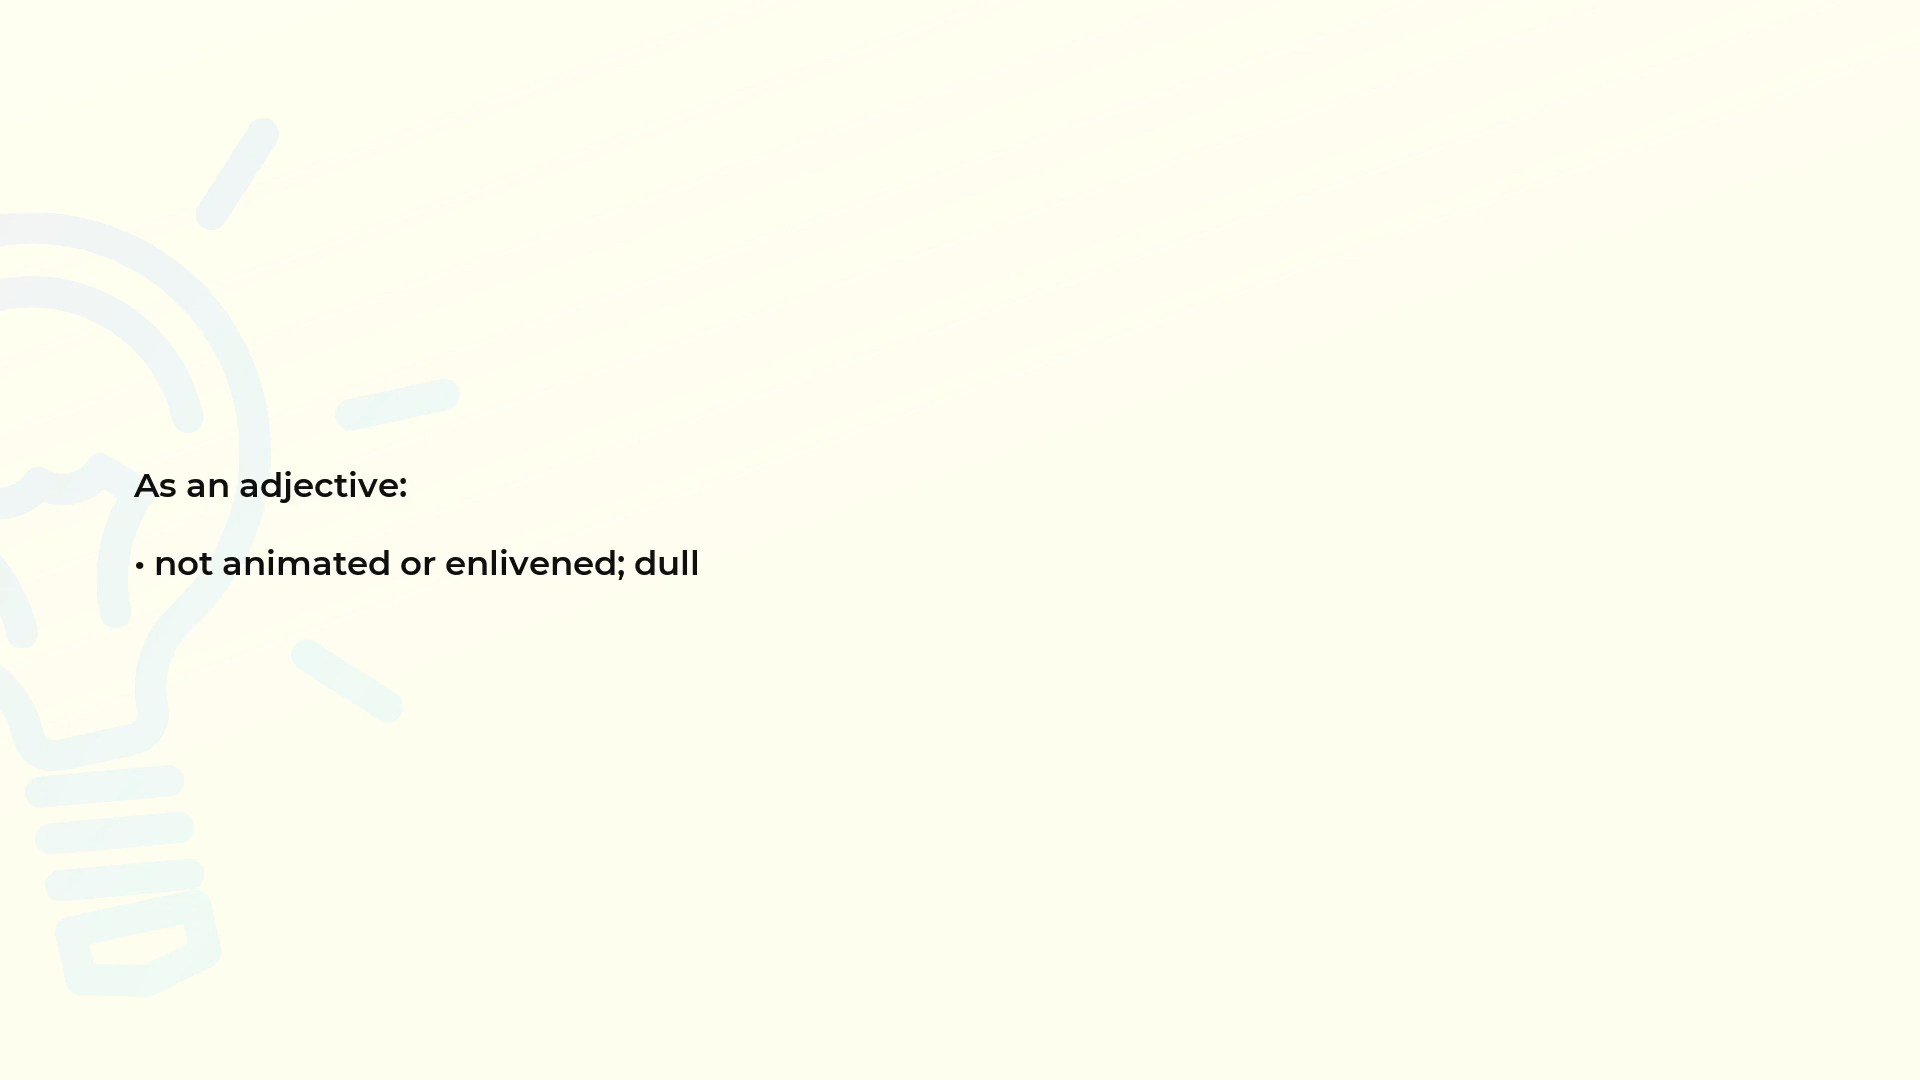 As an adjective:
• not animated or enlivened; dull